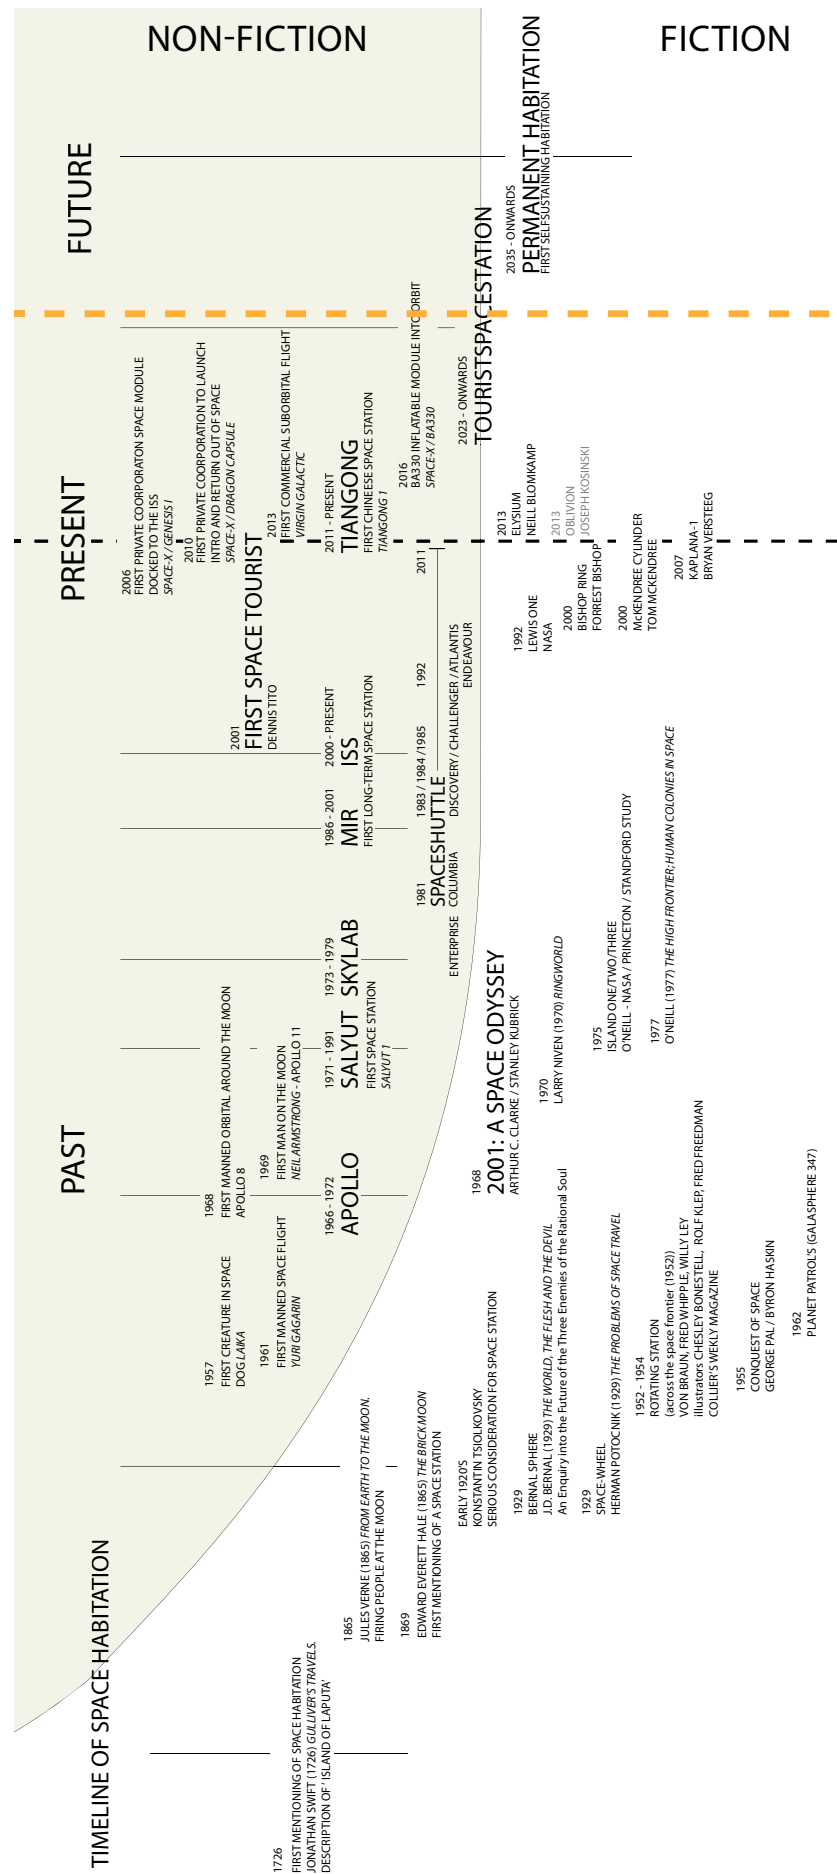 NON-FICTION
FICTION
TIMELINE OF SPACE HABITATION
PAST
PRESENT
FUTURE
1726
FIRST MENTIONING OF SPACE HABITATION
JONATHAN SWIFT (1726) GULLIVER'S TRAVELS.
DESCRIPTION OF ' ISLAND OF LAPUTA'
1865
JULES VERNE (1865) FROM EARTH TO THE MOON.
FIRING PEOPLE AT THE MOON
1869
EDWARD EVERETT HALE (1865) THE BRICK MOON
FIRST MENTIONING OF A SPACE STATION
EARLY 1920'S
KONSTANTIN TSIOLKOVSKY
SERIOUS CONSIDERATION FOR SPACE STATION
1929
BERNAL SPHERE
J.D. BERNAL (1929) THE WORLD, THE FLESH AND THE DEVIL
An Enquiry into the Future of the Three Enemies of the Rational Soul
1929
SPACE-WHEEL
HERMAN POTOCNIK (1929) THE PROBLEMS OF SPACE TRAVEL
1952 - 1954
ROTATING STATION
(across the space frontier (1952))
VON BRAUN, FRED WHIPPLE, WILLY LEY
illustrators CHESLEY BONESTELL, ROLF KLEP, FRED FREEDMAN
COLLIER'S WEKLY MAGAZINE
1955
CONQUEST OF SPACE
GEORGE PAL / BYRON HASKIN
1962
PLANET PATROL'S (GALASPHERE 347)
1957
FIRST CREATURE IN SPACE
DOG LAIKA
1961
FIRST MANNED SPACE FLIGHT
YURI GAGARIN
1968
FIRST MANNED ORBITAL AROUND THE MOON
APOLLO 8
1969
FIRST MAN ON THE MOON
NEIL ARMSTRONG - APOLLO 11
1966 - 1972
APOLLO
1971 - 1991
SALYUT
FIRST SPACE STATION
SALYUT 1
1973 - 1979
SKYLAB
1968
2001: A SPACE ODYSSEY
ARTHUR C. CLARKE / STANLEY KUBRICK
1970
LARRY NIVEN (1970) RINGWORLD
1975
ISLAND ONE/TWO/THREE
O'NEILL - NASA / PRINCETON / STANDFORD STUDY
1977
O'NEILL (1977) THE HIGH FRONTIER; HUMAN COLONIES IN SPACE
1986 - 2001
MIR
FIRST LONG-TERM SPACE STATION
2000 - PRESENT
ISS
1981
SPACESHUTTLE
ENTERPRISE
COLUMBIA
1983 / 1984 /1985
DISCOVERY / CHALLENGER / ATLANTIS
1992
ENDEAVOUR
2011
2001
FIRST SPACE TOURIST
DENNIS TITO
2006
FIRST PRIVATE COORPORATON SPACE MODULE
DOCKED TO THE ISS
SPACE-X / GENESIS I
2010
FIRST PRIVATE COORPORATION TO LAUNCH
INTRO AND RETURN OUT OF SPACE
SPACE-X / DRAGON CAPSULE
2013
FIRST COMMERCIAL SUBORBITAL FLIGHT
VIRGIN GALACTIC
2011 - PRESENT
TIANGONG
FIRST CHINEESE SPACE STATION
TIANGONG 1
2016
BA330 INFLATABLE MODULE INTO ORBIT
SPACE-X / BA330
2023 - ONWARDS
TOURISTSPACESTATION
1992
LEWIS ONE
NASA
2000
BISHOP RING
FORREST BISHOP
2000
McKENDREE CYLINDER
TOM MCKENDREE
2007
KAPLANA-1
BRYAN VERSTEEG
2013
ELYSIUM
NEILL BLOMKAMP
2013
OBLIVION
JOSEPH KOSINSKI
2035 - ONWARDS
PERMANENT HABITATION
FIRST SELFSUSTAINING HABITATION